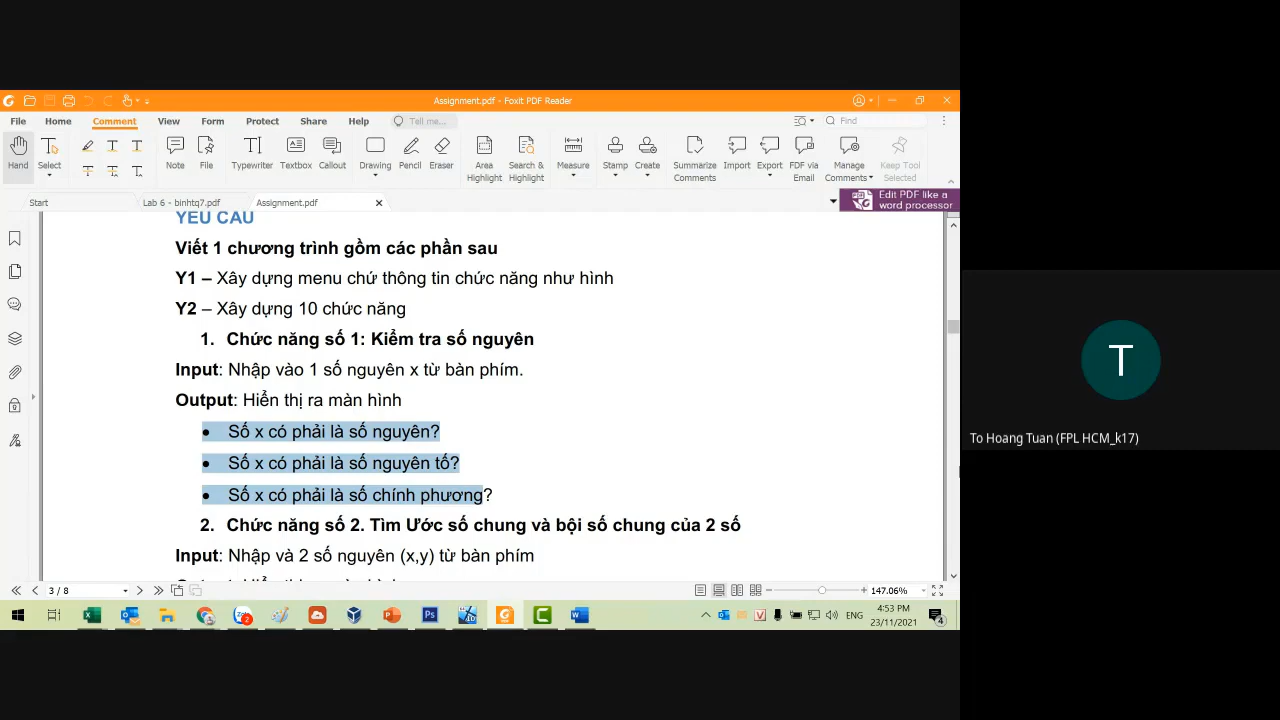 Assignment.pdf - Foxit PDF Reader
File Home Comment View Form Protect Share Help Tell me... Find
Hand Select Note File Typewriter Textbox Callout Drawing Pencil Eraser Area Highlight Search & Highlight Measure Stamp Create Summarize Comments Import Export PDF via Email Manage Comments Keep Tool Selected
Start Lab 6 - binhtq7.pdf Assignment.pdf Edit PDF like a word processor
YÊU CẦU
Viết 1 chương trình gồm các phần sau
Y1 – Xây dựng menu chứ thông tin chức năng như hình
Y2 – Xây dựng 10 chức năng
1. Chức năng số 1: Kiểm tra số nguyên
Input: Nhập vào 1 số nguyên x từ bàn phím.
Output: Hiển thị ra màn hình
• Số x có phải là số nguyên?
• Số x có phải là số nguyên tố?
• Số x có phải là số chính phương?
2. Chức năng số 2. Tìm Ước số chung và bội số chung của 2 số
Input: Nhập và 2 số nguyên (x,y) từ bàn phím
3 / 8 147.06%
ENG 4:53 PM
23/11/2021
T
To Hoang Tuan (FPL HCM_k17)